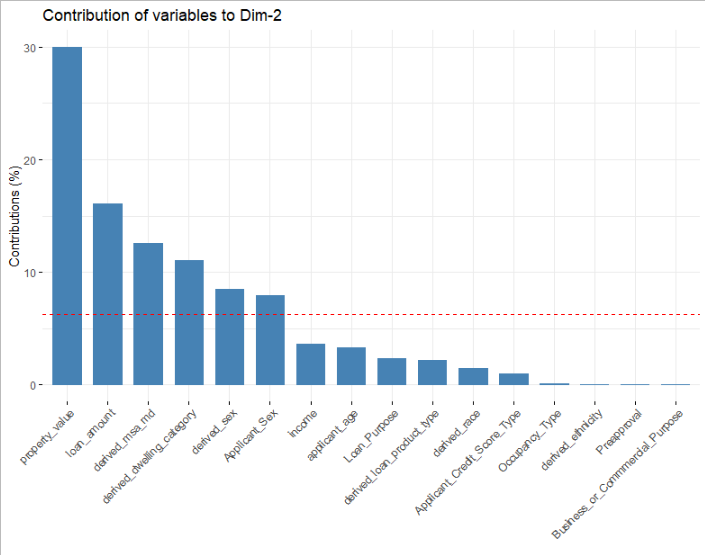 Contribution of variables to Dim-2
Contributions (%)
30
20
10
0
property_value
loan_amount
derived_msa_md
derived_dwelling_category
derived_sex
Applicant_Sex
Income
applicant_age
Loan_Purpose
derived_loan_product_type
derived_race
Applicant_Credit_Score_Type
Occupancy_Type
derived_ethnicity
Preapproval
Business_or_Commmercial_Purpose